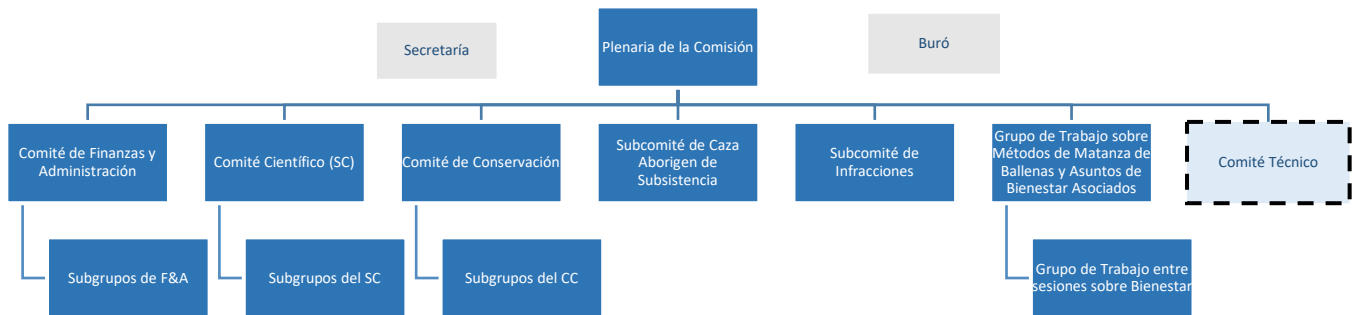 Secretaría
Plenaria de la Comisión
Buró
Comité de Finanzas y
Administración
Comité Científico (SC)
Comité de Conservación
Subcomité de Caza
Aborigen de
Subsistencia
Subcomité de
Infracciones
Grupo de Trabajo sobre
Métodos de Matanza de
Ballenas y Asuntos de
Bienestar Asociados
Comité Técnico
Subgrupos de F&A
Subgrupos del SC
Subgrupos del CC
Grupo de Trabajo entre
sesiones sobre Bienestar